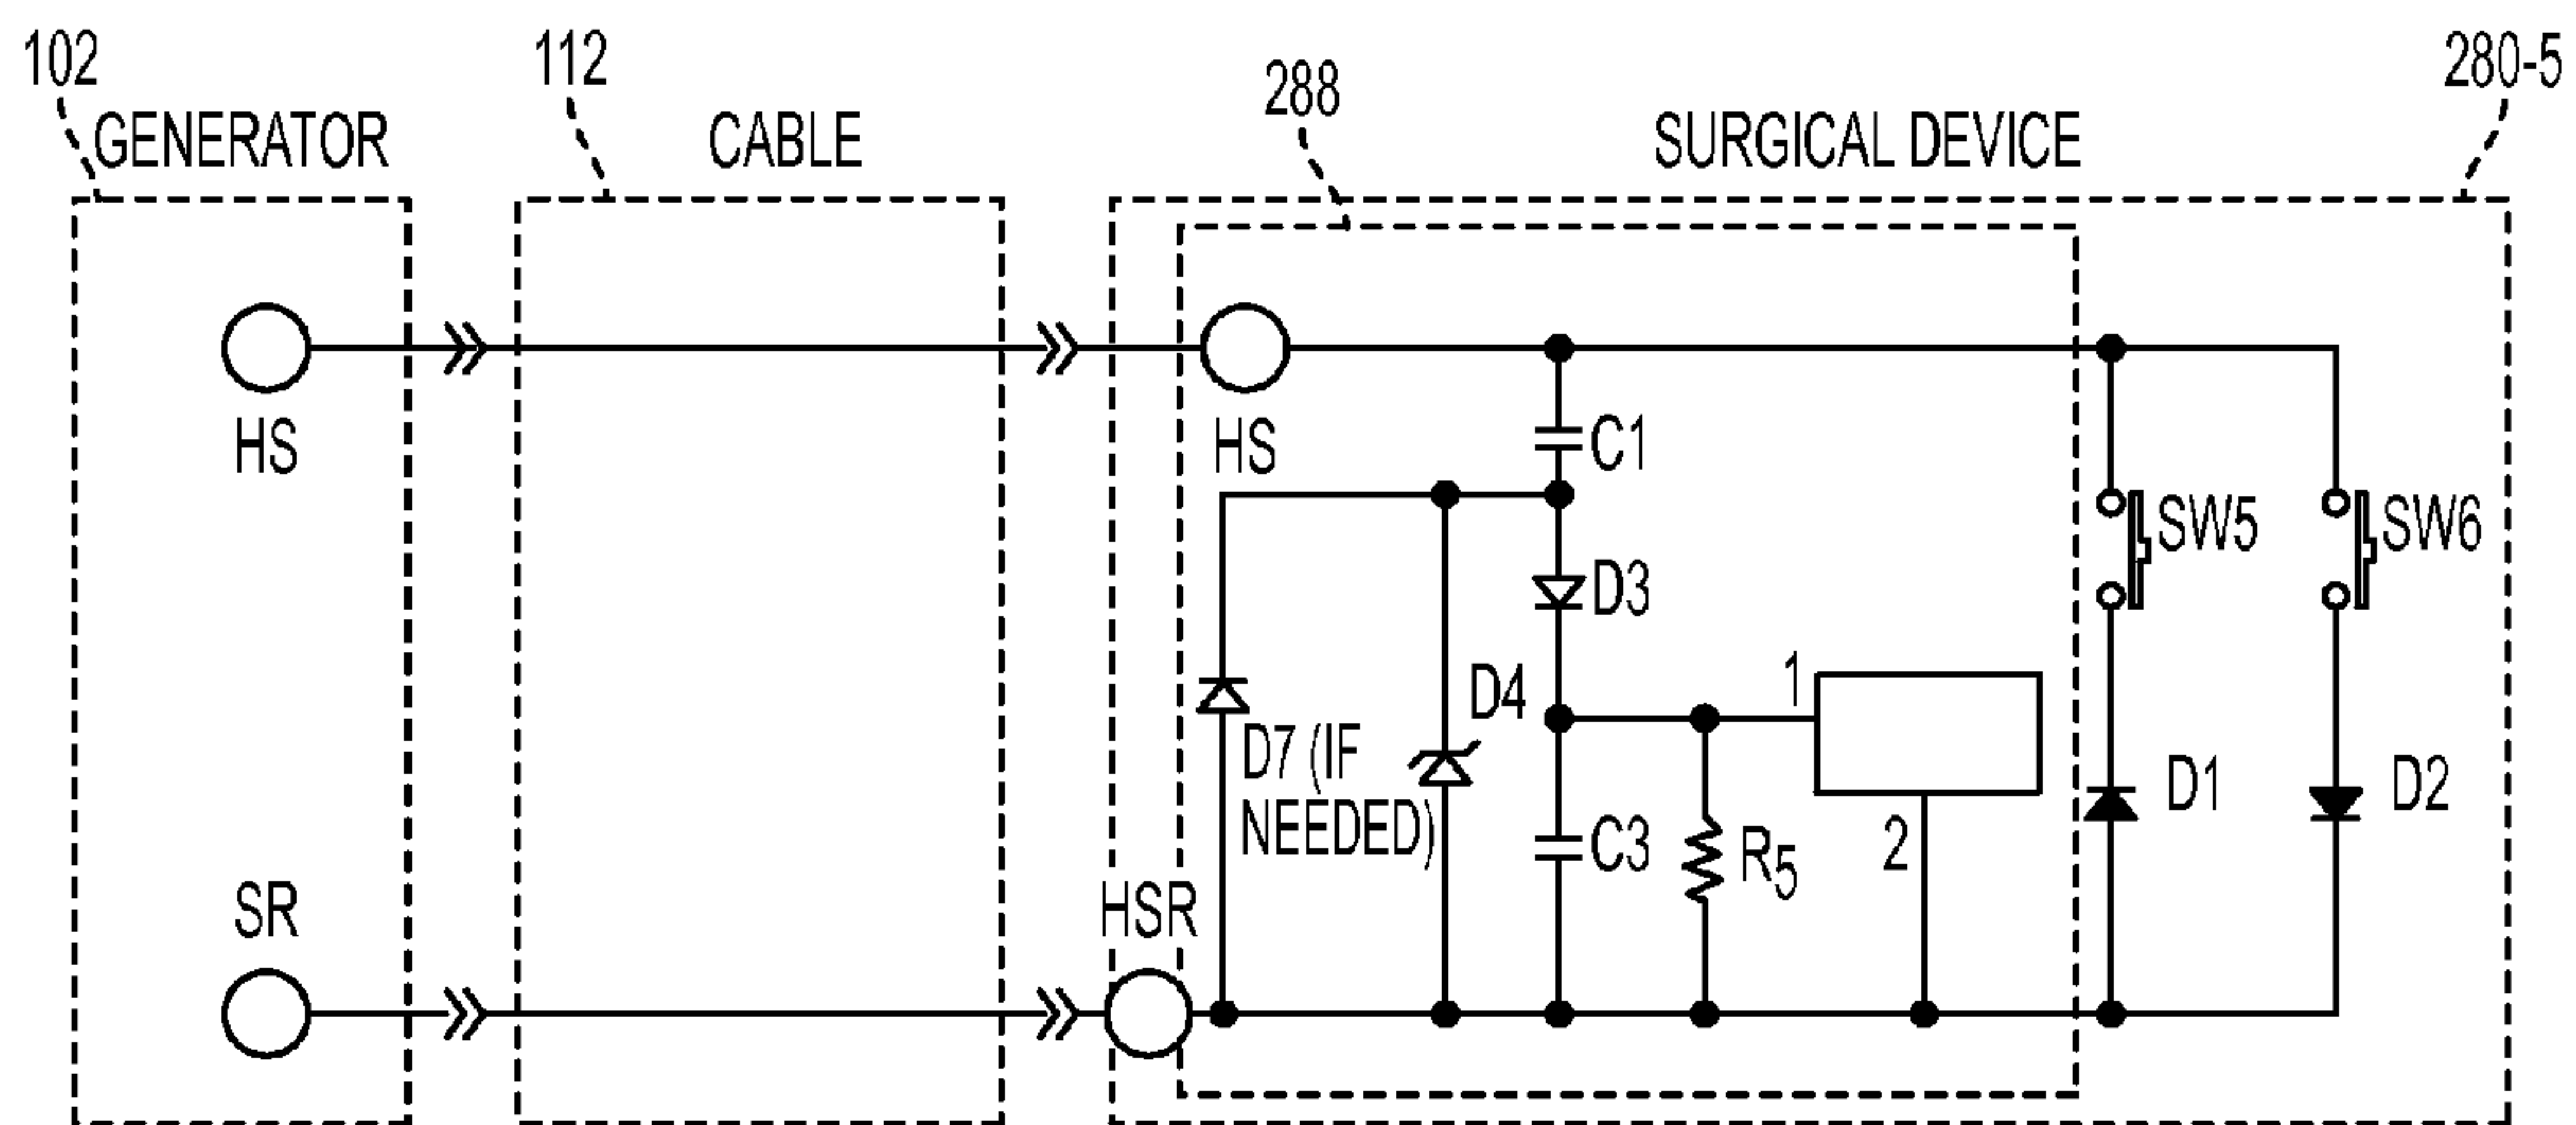 102
112
288
280-5
GENERATOR
CABLE
SURGICAL DEVICE
HS
HS
C1
SW5
SW6
D3
D4
1
D7 (IF
NEEDED)
C3
R5
2
D1
D2
SR
HSR